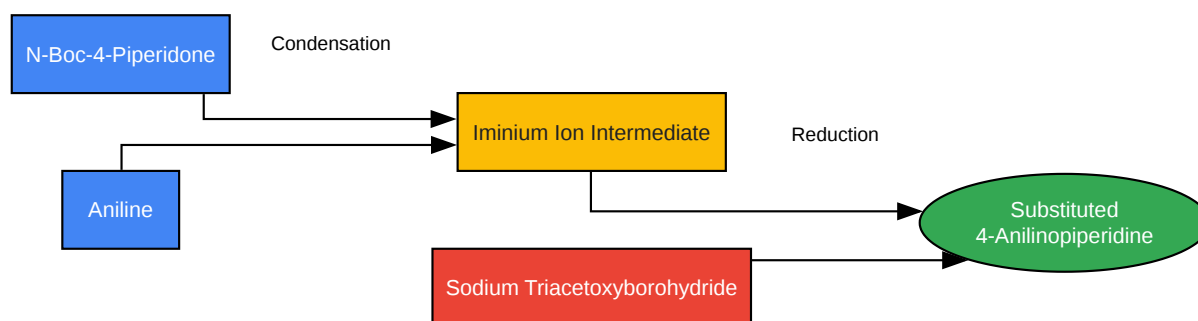 N-Boc-4-Piperidone
Condensation
Iminium Ion Intermediate
Reduction
Aniline
Substituted
4-Anilinopiperidine
Sodium Triacetoxyborohydride